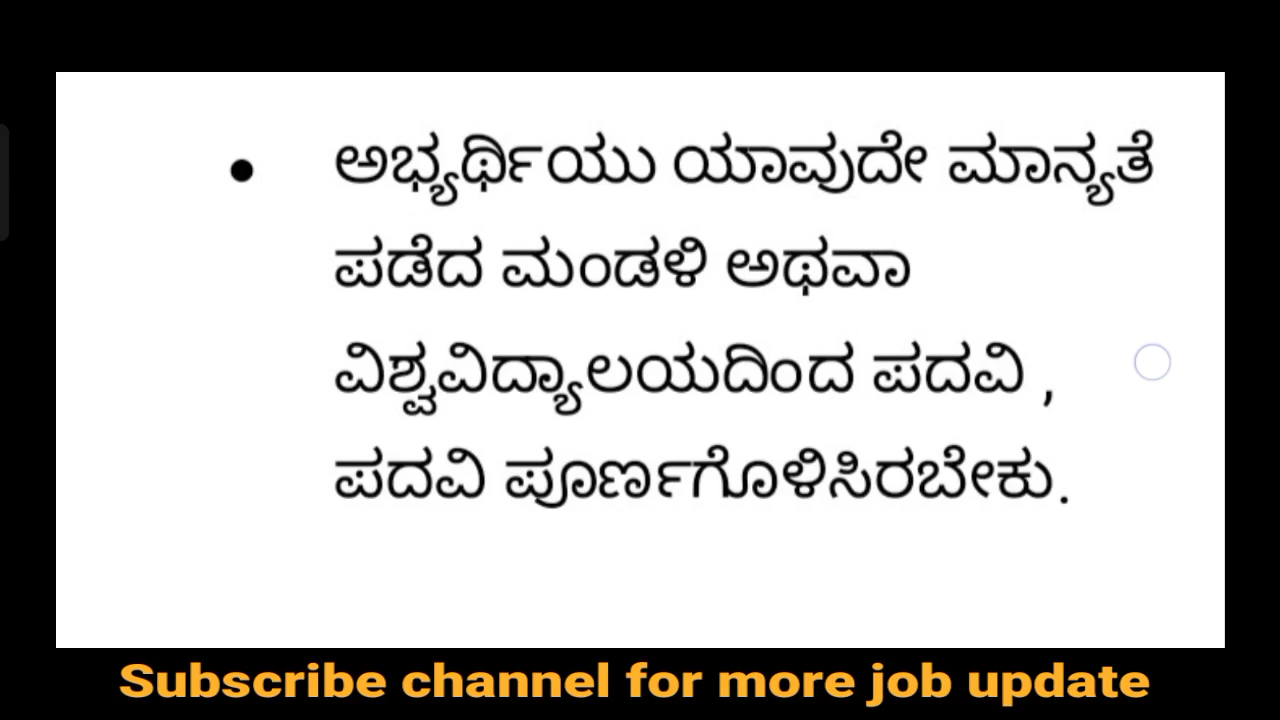 • ಅಭ್ಯರ್ಥಿಯು ಯಾವುದೇ ಮಾನ್ಯತೆ
ಪಡೆದ ಮಂಡಳಿ ಅಥವಾ
ವಿಶ್ವವಿದ್ಯಾಲಯದಿಂದ ಪದವಿ ,
ಪದವಿ ಪೂರ್ಣಗೊಳಿಸಿರಬೇಕು.
Subscribe channel for more job update